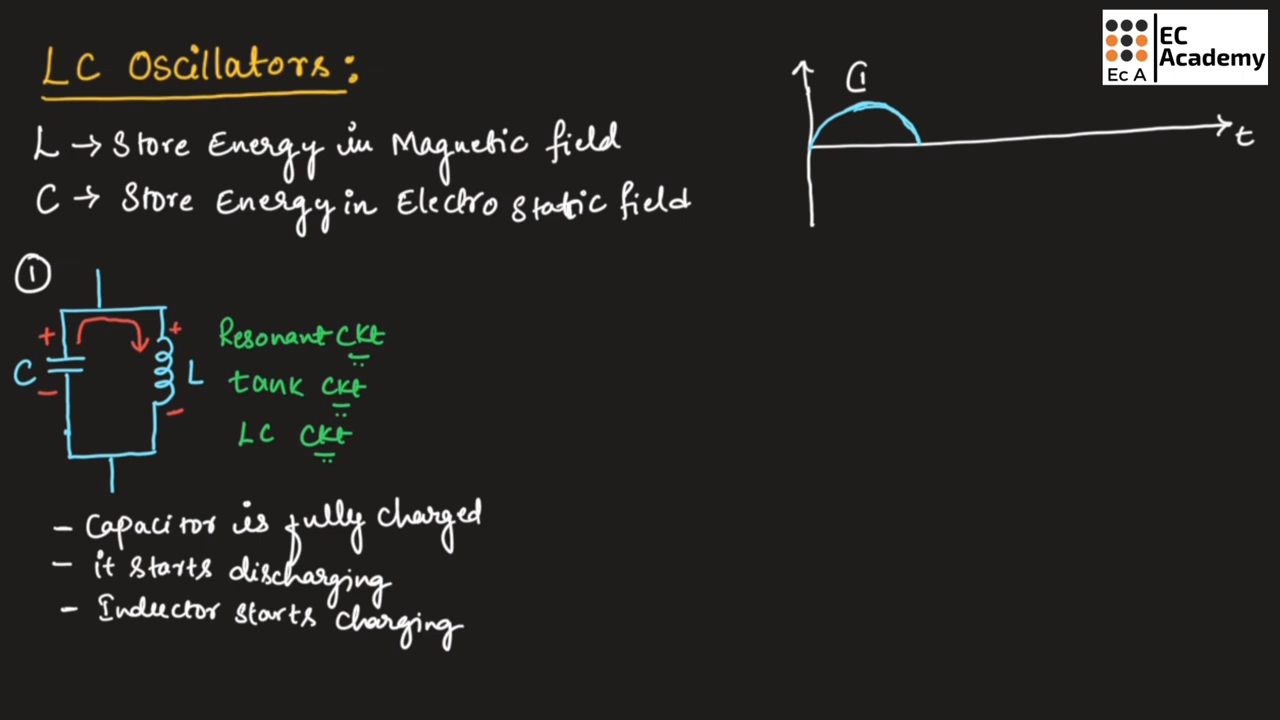 LC Oscillators:
L → Store Energy in Magnetic field
C → Store Energy in Electro static field
①
+ +
C L
- -
Resonant Ckt
tank Ckt
LC Ckt
- Capacitor is fully charged
- it starts discharging
- Inductor starts charging
①
t
EC
Academy
Ec A